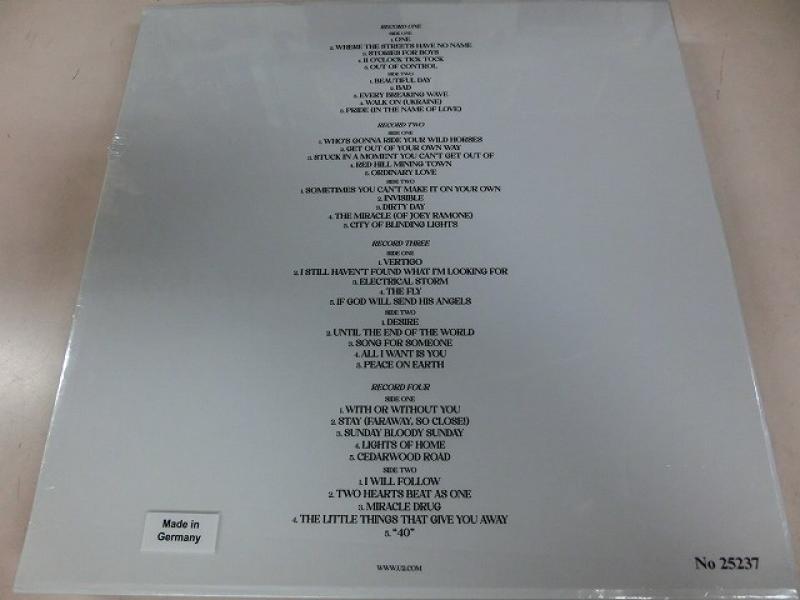 RECORD ONE
SIDE ONE
1. ONE
2. WHERE THE STREETS HAVE NO NAME
3. STORIES FOR BOYS
4. 11 O'CLOCK TICK TOCK
5. OUT OF CONTROL
SIDE TWO
1. BEAUTIFUL DAY
2. BAD
3. EVERY BREAKING WAVE
4. WALK ON (UKRAINE)
5. PRIDE (IN THE NAME OF LOVE)
RECORD TWO
SIDE ONE
1. WHO'S GONNA RIDE YOUR WILD HORSES
2. GET OUT OF YOUR OWN WAY
3. STUCK IN A MOMENT YOU CAN'T GET OUT OF
4. RED HILL MINING TOWN
5. ORDINARY LOVE
SIDE TWO
1. SOMETIMES YOU CAN'T MAKE IT ON YOUR OWN
2. INVISIBLE
3. DIRTY DAY
4. THE MIRACLE (OF JOEY RAMONE)
5. CITY OF BLINDING LIGHTS
RECORD THREE
SIDE ONE
1. VERTIGO
2. I STILL HAVEN'T FOUND WHAT I'M LOOKING FOR
3. ELECTRICAL STORM
4. THE FLY
5. IF GOD WILL SEND HIS ANGELS
SIDE TWO
1. DESIRE
2. UNTIL THE END OF THE WORLD
3. SONG FOR SOMEONE
4. ALL I WANT IS YOU
5. PEACE ON EARTH
RECORD FOUR
SIDE ONE
1. WITH OR WITHOUT YOU
2. STAY (FARAWAY, SO CLOSE!)
3. SUNDAY BLOODY SUNDAY
4. LIGHTS OF HOME
5. CEDARWOOD ROAD
SIDE TWO
1. I WILL FOLLOW
2. TWO HEARTS BEAT AS ONE
3. MIRACLE DRUG
4. THE LITTLE THINGS THAT GIVE YOU AWAY
5. "40"
Made in
Germany
WWW.U2.COM
No 25237